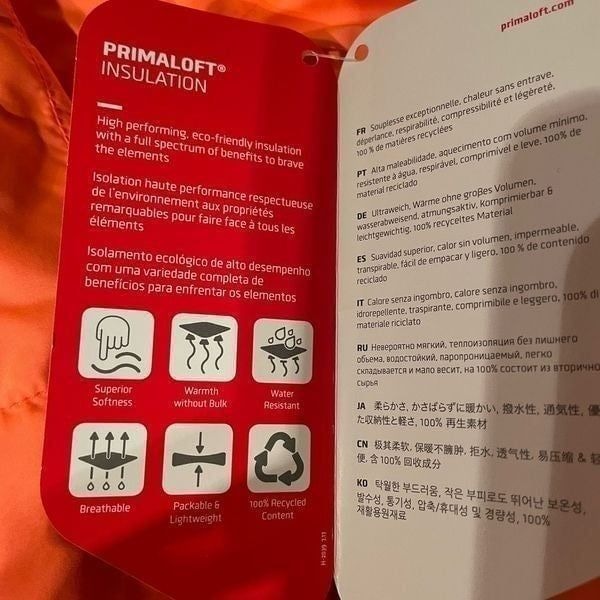 PRIMALOFT®
INSULATION
High performing, eco-friendly insulation
with a full spectrum of benefits to brave
the elements
Isolation haute performance respectueuse
de l'environnement aux propriétés
remarquables pour faire face à tous les
éléments
Isolamento ecológico de alto desempenho
com uma variedade completa de
benefícios para enfrentar os elementos
Superior
Softness
Warmth
without Bulk
Water
Resistant
Breathable
Packable &
Lightweight
100% Recycled
Content
primaloft.com
FR Souplesse exceptionnelle, chaleur sans entrave,
déperlance, respirabilité, compressibilité et légèreté,
100 % de matières recyclées
PT Alta maleabilidade, aquecimento com volume mínimo,
resistente à água, respirável, comprimível e leve, 100% de
material reciclado
DE Ultraweich, Wärme ohne großes Volumen,
wasserabweisend, atmungsaktiv, komprimierbar &
leichtgewichtig, 100% recyceltes Material
ES Suavidad superior, calor sin volumen, impermeable,
transpirable, fácil de empacar y ligero, 100 % de contenido
reciclado
IT Calore senza ingombro, calore senza ingombro,
idrorepellente, traspirante, comprimibile e leggero, 100% di
materiale riciclato
RU Невероятно мягкий, теплоизоляция без лишнего
объема, водостойкий, паропроницаемый, легко
складывается и мало весит, на 100% состоит из вторично
сырья
JA 柔らかさ, かさばらずに暖かい, 撥水性, 通気性, 優
た収納性と軽さ, 100% 再生素材
CN 极其柔软, 保暖不臃肿, 拒水, 透气性, 易压缩 & 轻
便, 含 100% 回收成分
KO 탁월한 부드러움, 작은 부피로도 뛰어난 보온성,
발수성, 통기성, 압축/휴대성 및 경량성, 100%
재활용원재료